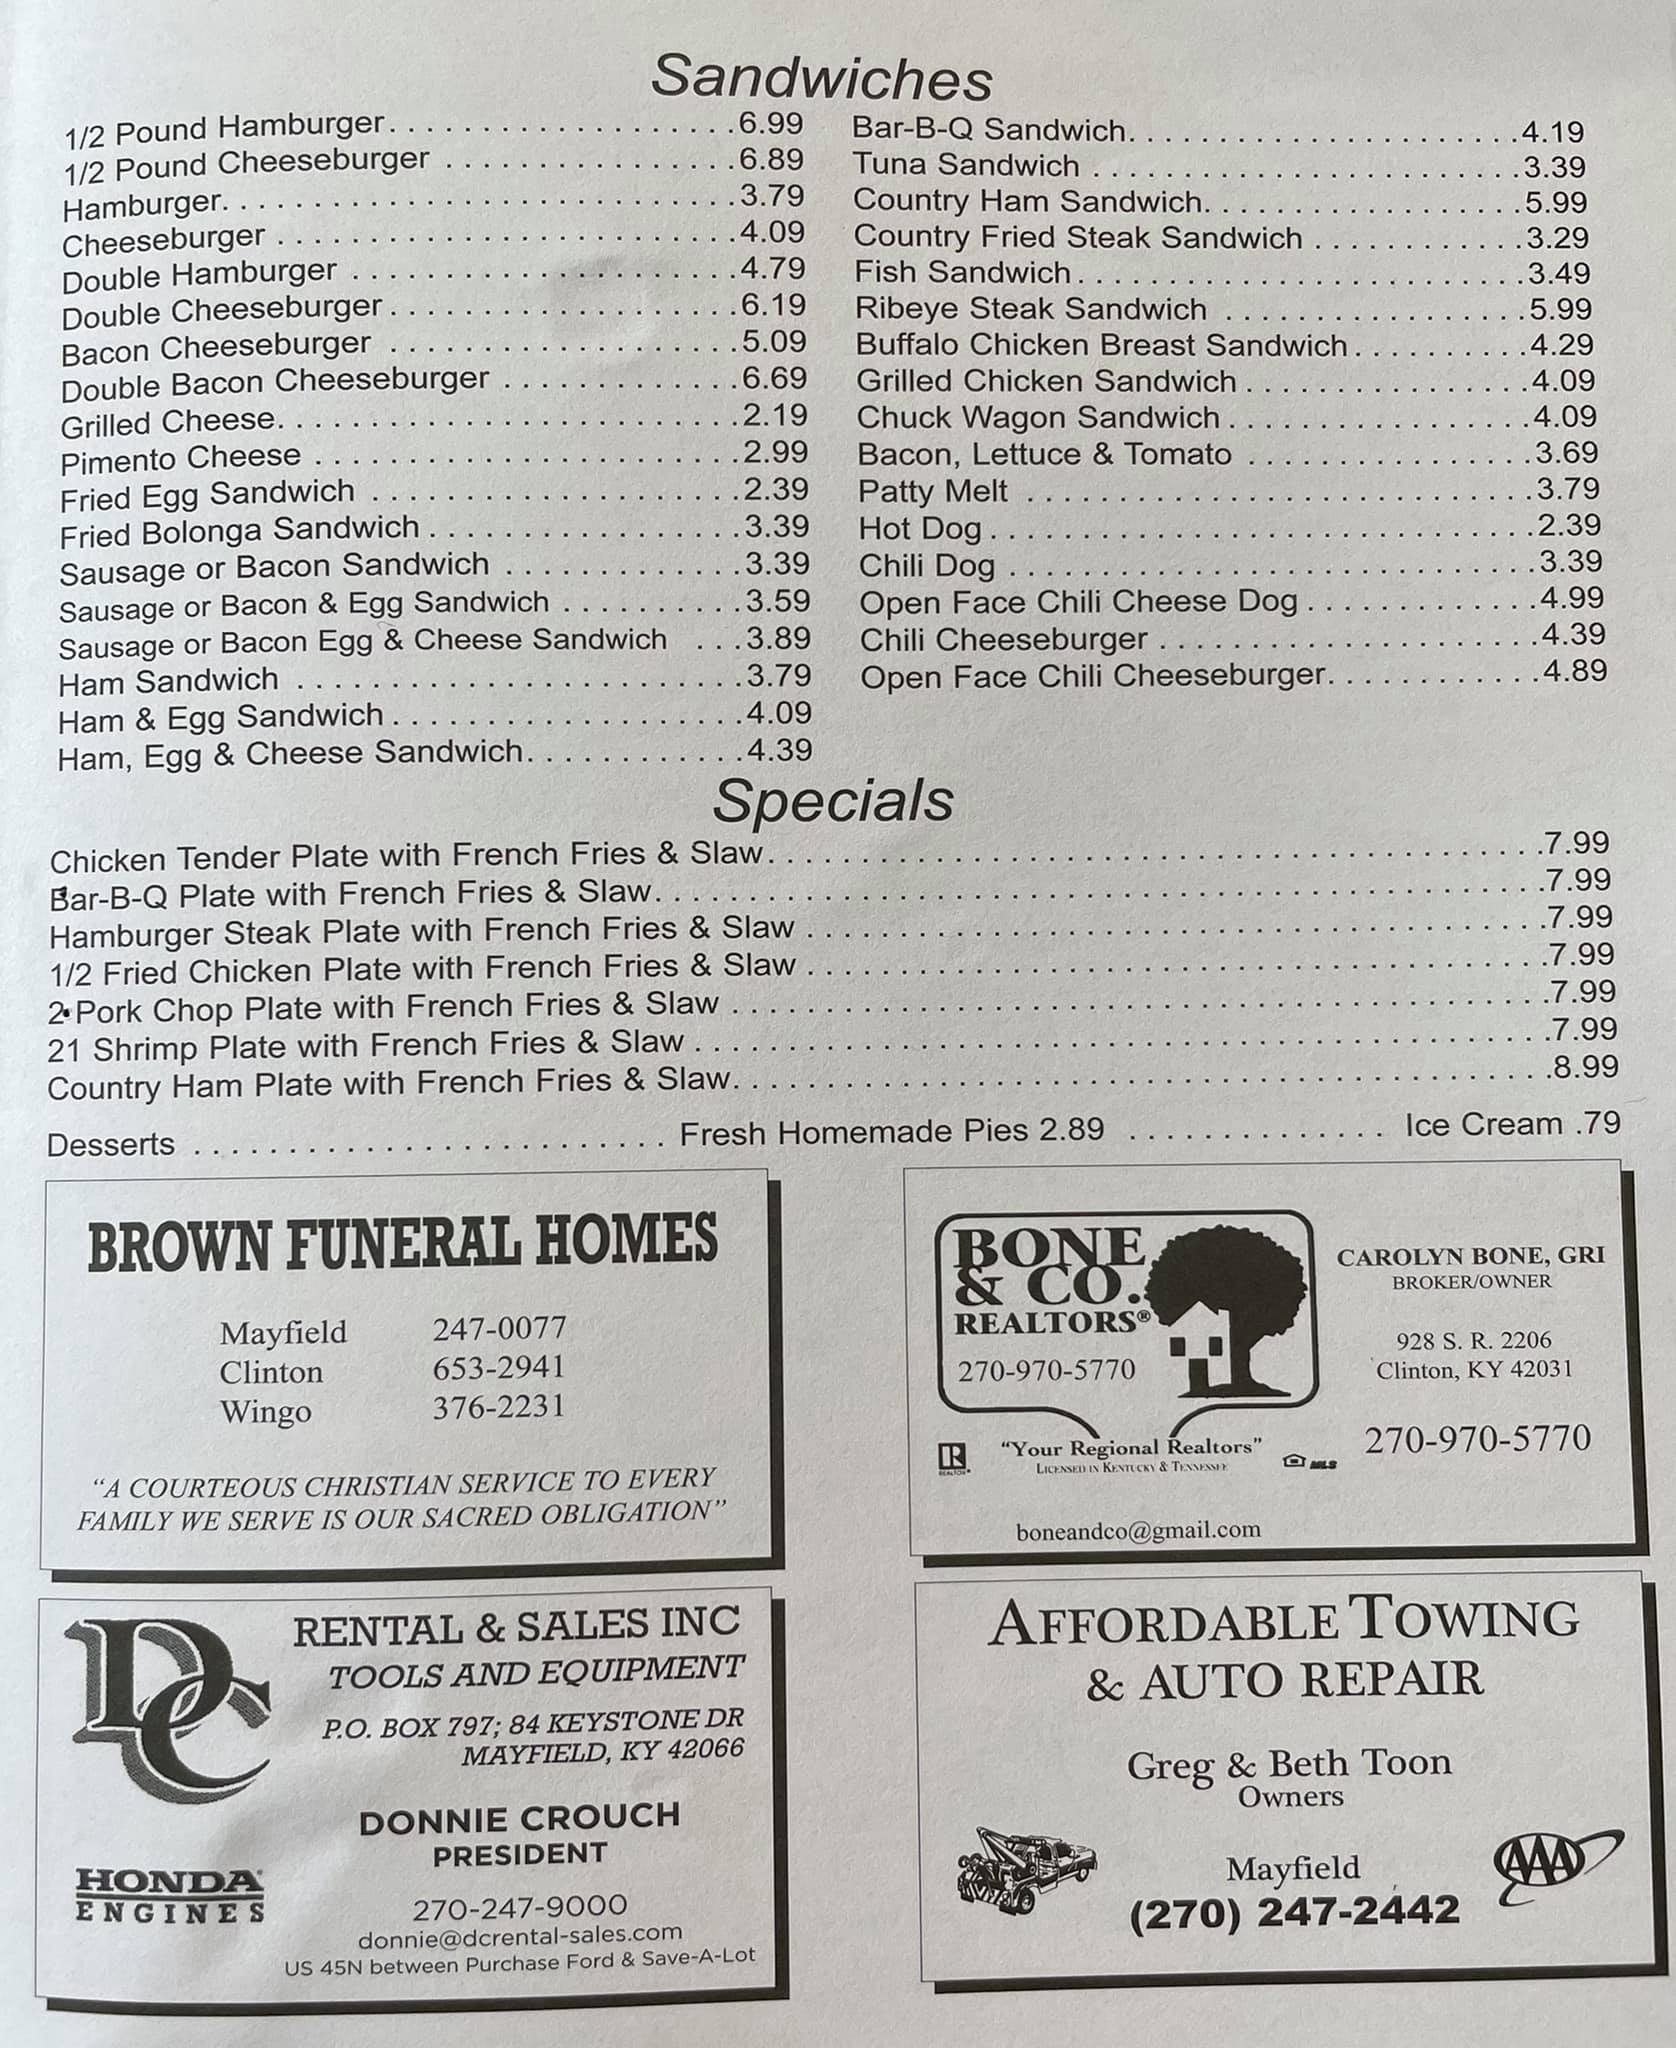 Sandwiches
1/2 Pound Hamburger. . . . . . . . . . . . . . . . . . .6.99
1/2 Pound Cheeseburger . . . . . . . . . . . . . . . .6.89
Hamburger. . . . . . . . . . . . . . . . . . . . . . . . . . . .3.79
Cheeseburger . . . . . . . . . . . . . . . . . . . . . . . . .4.09
Double Hamburger . . . . . . . . . . . . . . . . . . . . .4.79
Double Cheeseburger . . . . . . . . . . . . . . . . . . .6.19
Bacon Cheeseburger . . . . . . . . . . . . . . . . . . .5.09
Double Bacon Cheeseburger . . . . . . . . . . . . .6.69
Grilled Cheese. . . . . . . . . . . . . . . . . . . . . . . . .2.19
Pimento Cheese . . . . . . . . . . . . . . . . . . . . . . .2.99
Fried Egg Sandwich . . . . . . . . . . . . . . . . . . . .2.39
Fried Bolonga Sandwich . . . . . . . . . . . . . . . . .3.39
Sausage or Bacon Sandwich . . . . . . . . . . . . .3.39
Sausage or Bacon & Egg Sandwich . . . . . . . . . .3.59
Sausage or Bacon Egg & Cheese Sandwich . . .3.89
Ham Sandwich . . . . . . . . . . . . . . . . . . . . . . . .3.79
Ham & Egg Sandwich . . . . . . . . . . . . . . . . . . .4.09
Ham, Egg & Cheese Sandwich. . . . . . . . . . . .4.39
Bar-B-Q Sandwich. . . . . . . . . . . . . . . . . . . . .4.19
Tuna Sandwich . . . . . . . . . . . . . . . . . . . . . . .3.39
Country Ham Sandwich. . . . . . . . . . . . . . . . .5.99
Country Fried Steak Sandwich . . . . . . . . . . .3.29
Fish Sandwich . . . . . . . . . . . . . . . . . . . . . . . .3.49
Ribeye Steak Sandwich . . . . . . . . . . . . . . . .5.99
Buffalo Chicken Breast Sandwich. . . . . . . . . .4.29
Grilled Chicken Sandwich . . . . . . . . . . . . . . .4.09
Chuck Wagon Sandwich . . . . . . . . . . . . . . . .4.09
Bacon, Lettuce & Tomato . . . . . . . . . . . . . . .3.69
Patty Melt . . . . . . . . . . . . . . . . . . . . . . . . . . .3.79
Hot Dog . . . . . . . . . . . . . . . . . . . . . . . . . . . . .2.39
Chili Dog . . . . . . . . . . . . . . . . . . . . . . . . . . . .3.39
Open Face Chili Cheese Dog . . . . . . . . . . . .4.99
Chili Cheeseburger . . . . . . . . . . . . . . . . . . . .4.39
Open Face Chili Cheeseburger. . . . . . . . . . . .4.89
Specials
Chicken Tender Plate with French Fries & Slaw. . . . . . . . . . . . . . . . . . . . . . . . . . . . . . . . . . . . . . . . . .7.99
Bar-B-Q Plate with French Fries & Slaw. . . . . . . . . . . . . . . . . . . . . . . . . . . . . . . . . . . . . . . . . . . . . . . .7.99
Hamburger Steak Plate with French Fries & Slaw . . . . . . . . . . . . . . . . . . . . . . . . . . . . . . . . . . . . . . . .7.99
1/2 Fried Chicken Plate with French Fries & Slaw . . . . . . . . . . . . . . . . . . . . . . . . . . . . . . . . . . . . . . . .7.99
2 Pork Chop Plate with French Fries & Slaw . . . . . . . . . . . . . . . . . . . . . . . . . . . . . . . . . . . . . . . . . . . .7.99
21 Shrimp Plate with French Fries & Slaw . . . . . . . . . . . . . . . . . . . . . . . . . . . . . . . . . . . . . . . . . . . . . .7.99
Country Ham Plate with French Fries & Slaw. . . . . . . . . . . . . . . . . . . . . . . . . . . . . . . . . . . . . . . . . . . .8.99
Desserts . . . . . . . . . . . . . . . . . . . . . . . . . . Fresh Homemade Pies 2.89 . . . . . . . . . . . . . . Ice Cream .79
BROWN FUNERAL HOMES
Mayfield 247-0077
Clinton 653-2941
Wingo 376-2231
"A COURTEOUS CHRISTIAN SERVICE TO EVERY
FAMILY WE SERVE IS OUR SACRED OBLIGATION"
BONE
& CO.
REALTORS®
270-970-5770
CAROLYN BONE, GRI
BROKER/OWNER
928 S. R. 2206
Clinton, KY 42031
270-970-5770
"Your Regional Realtors"
LICENSED IN KENTUCKY & TENNESSEE
R
REALTOR®
MLS
boneandco@gmail.com
DC
RENTAL & SALES INC
TOOLS AND EQUIPMENT
P.O. BOX 797; 84 KEYSTONE DR
MAYFIELD, KY 42066
DONNIE CROUCH
PRESIDENT
HONDA
ENGINES
270-247-9000
donnie@dcrental-sales.com
US 45N between Purchase Ford & Save-A-Lot
AFFORDABLE TOWING
& AUTO REPAIR
Greg & Beth Toon
Owners
Mayfield
(270) 247-2442
AAA